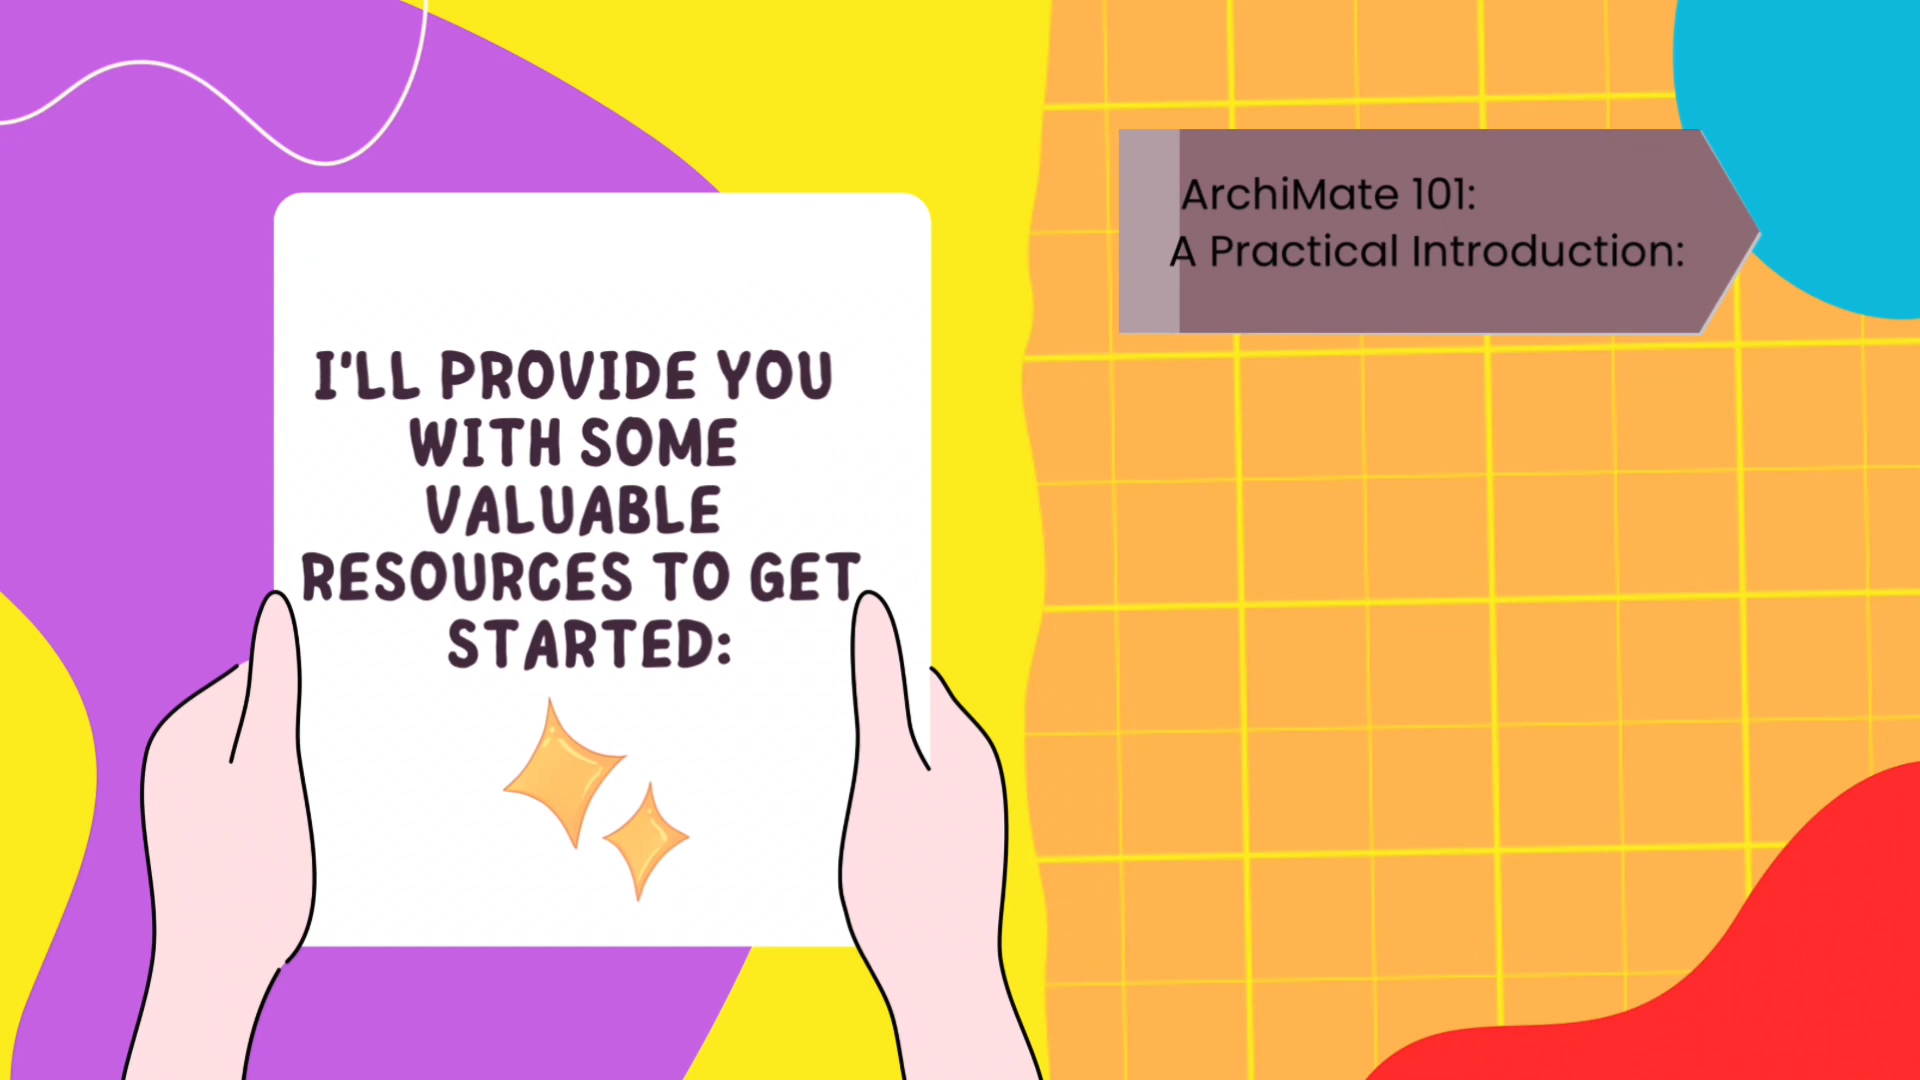 I'LL PROVIDE YOU
WITH SOME
VALUABLE
RESOURCES TO GET
STARTED:
ArchiMate 101:
A Practical Introduction: